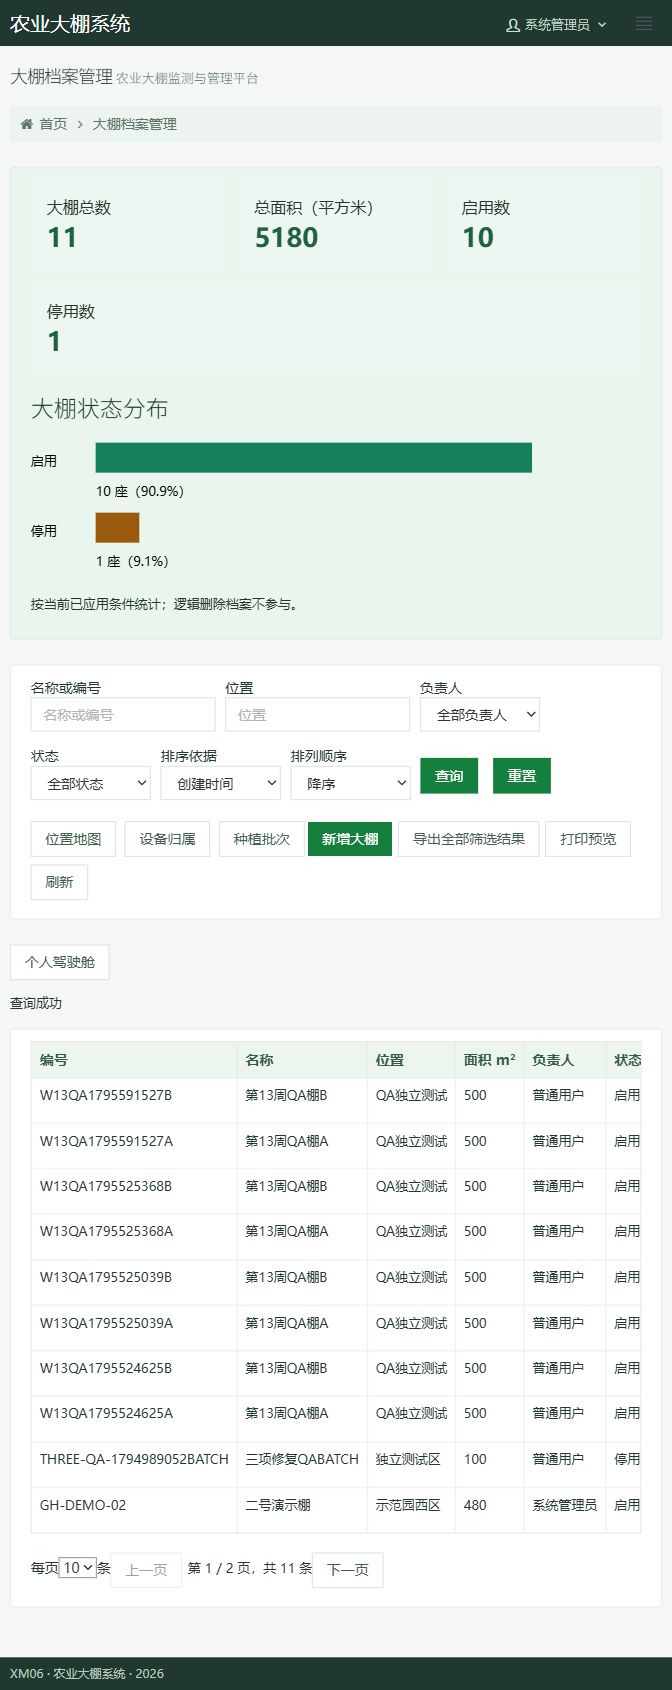 农业大棚系统 系统管理员
大棚档案管理 农业大棚监测与管理平台
首页 > 大棚档案管理
大棚总数 总面积（平方米） 启用数
11 5180 10
停用数
1
大棚状态分布
启用
10 座（90.9%）
停用
1 座（9.1%）
按当前已应用条件统计；逻辑删除档案不参与。
名称或编号 位置 负责人
名称或编号 位置 全部负责人
状态 排序依据 排列顺序
全部状态 创建时间 降序 查询 重置
位置地图 设备归属 种植批次 新增大棚 导出全部筛选结果 打印预览
刷新
个人驾驶舱
查询成功
编号 名称 位置 面积 m² 负责人 状态
W13QA1795591527B 第13周QA棚B QA独立测试 500 普通用户 启用
W13QA1795591527A 第13周QA棚A QA独立测试 500 普通用户 启用
W13QA1795525368B 第13周QA棚B QA独立测试 500 普通用户 启用
W13QA1795525368A 第13周QA棚A QA独立测试 500 普通用户 启用
W13QA1795525039B 第13周QA棚B QA独立测试 500 普通用户 启用
W13QA1795525039A 第13周QA棚A QA独立测试 500 普通用户 启用
W13QA1795524625B 第13周QA棚B QA独立测试 500 普通用户 启用
W13QA1795524625A 第13周QA棚A QA独立测试 500 普通用户 启用
THREE-QA-1794989052BATCH 三项修复QABATCH 独立测试区 100 普通用户 停用
GH-DEMO-02 二号演示棚 示范园西区 480 系统管理员 启用
每页 10 条 上一页 第 1 / 2 页，共 11 条 下一页
XM06 · 农业大棚系统 · 2026